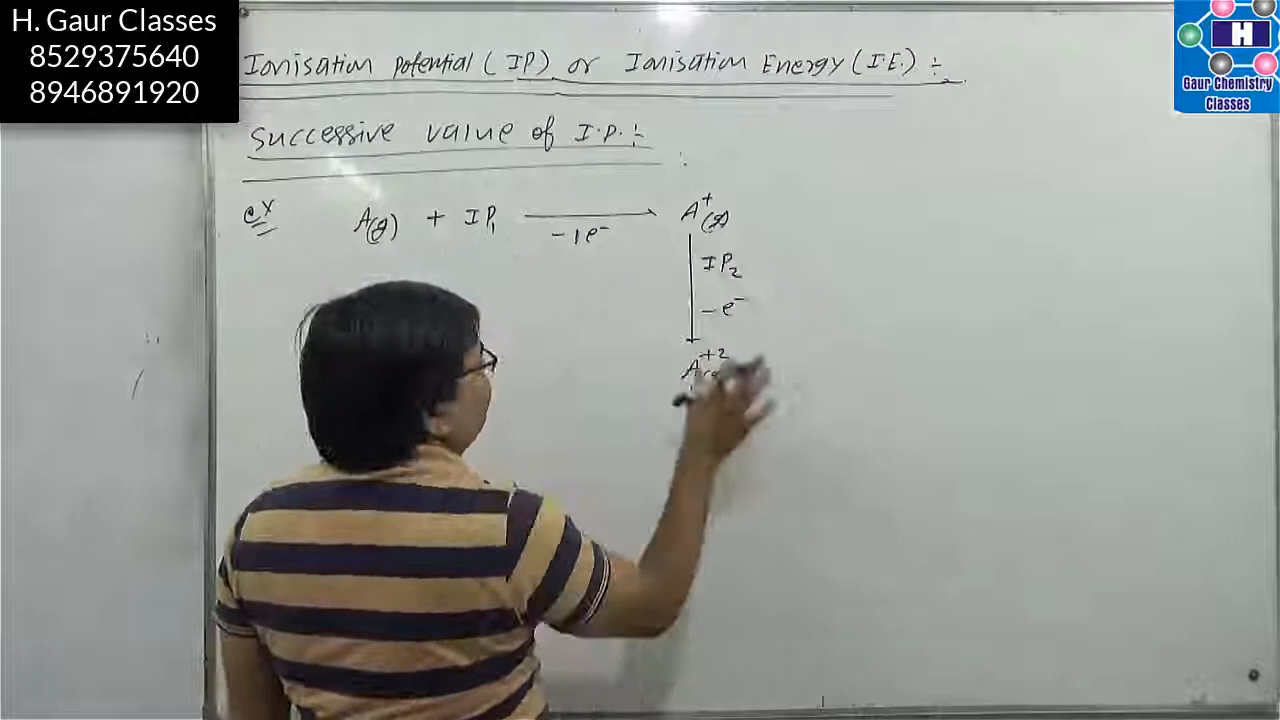 H. Gaur Classes
8529375640
8946891920
H
Gaur Chemistry
Classes
Ionisation Potential (IP) or Ionisation Energy (I.E.) :-
Successive value of I.P. :-
ex A(g) + IP₁ → A⁺(g)
-1e⁻
IP₂
-e⁻
A⁺²